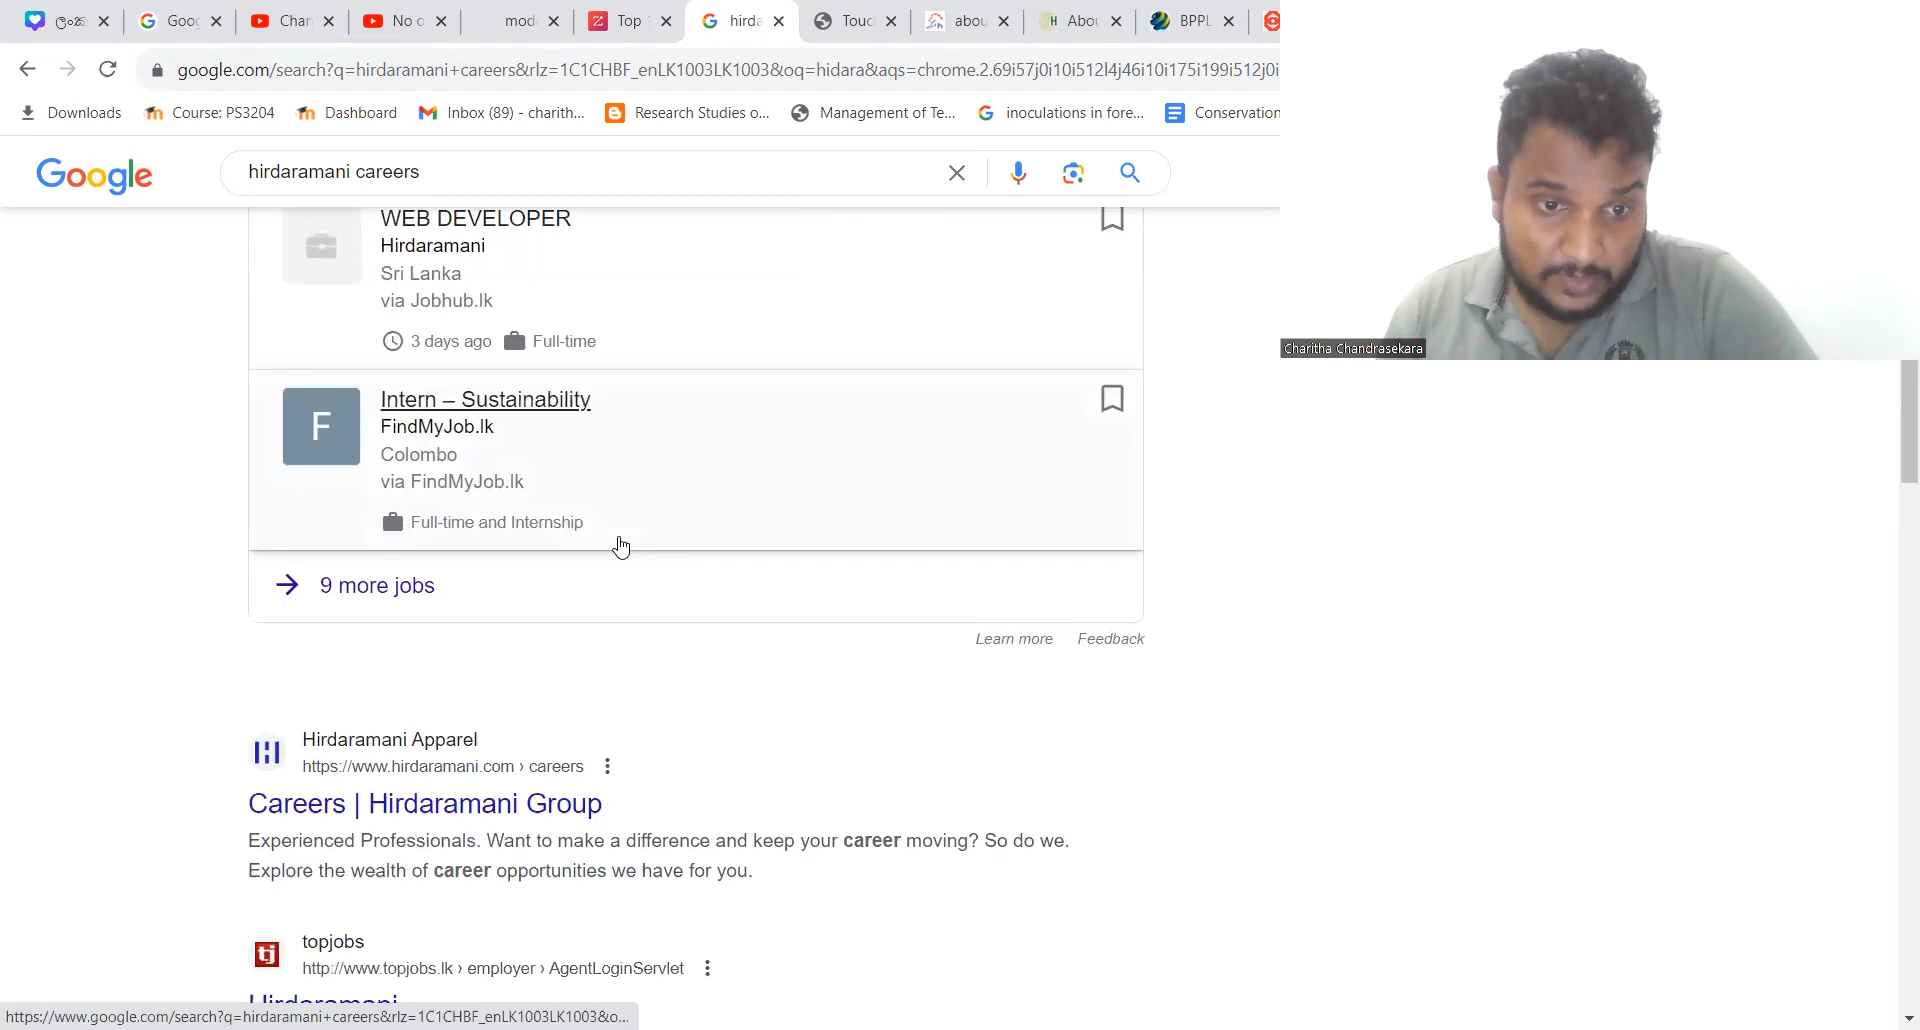 Goog
Chan
No c
mod
Top
hirda
Touc
abou
Abou
BPPL
google.com/search?q=hirdaramani+careers&rlz=1C1CHBF_enLK1003LK1003&oq=hidara&aqs=chrome.2.69i57j0i10i512l4j46i10i175i199i512j0i
Downloads
Course: PS3204
Dashboard
Inbox (89) - charith...
Research Studies o...
Management of Te...
inoculations in fore...
Conservation
Google
hirdaramani careers
WEB DEVELOPER
Hirdaramani
Sri Lanka
via Jobhub.lk
3 days ago
Full-time
F
Intern – Sustainability
FindMyJob.lk
Colombo
via FindMyJob.lk
Full-time and Internship
9 more jobs
Learn more
Feedback
Hirdaramani Apparel
https://www.hirdaramani.com › careers
Careers | Hirdaramani Group
Experienced Professionals. Want to make a difference and keep your career moving? So do we.
Explore the wealth of career opportunities we have for you.
tj
topjobs
http://www.topjobs.lk › employer › AgentLoginServlet
Hirdaramani
https://www.google.com/search?q=hirdaramani+careers&rlz=1C1CHBF_enLK1003LK1003&o...
Charitha Chandrasekara